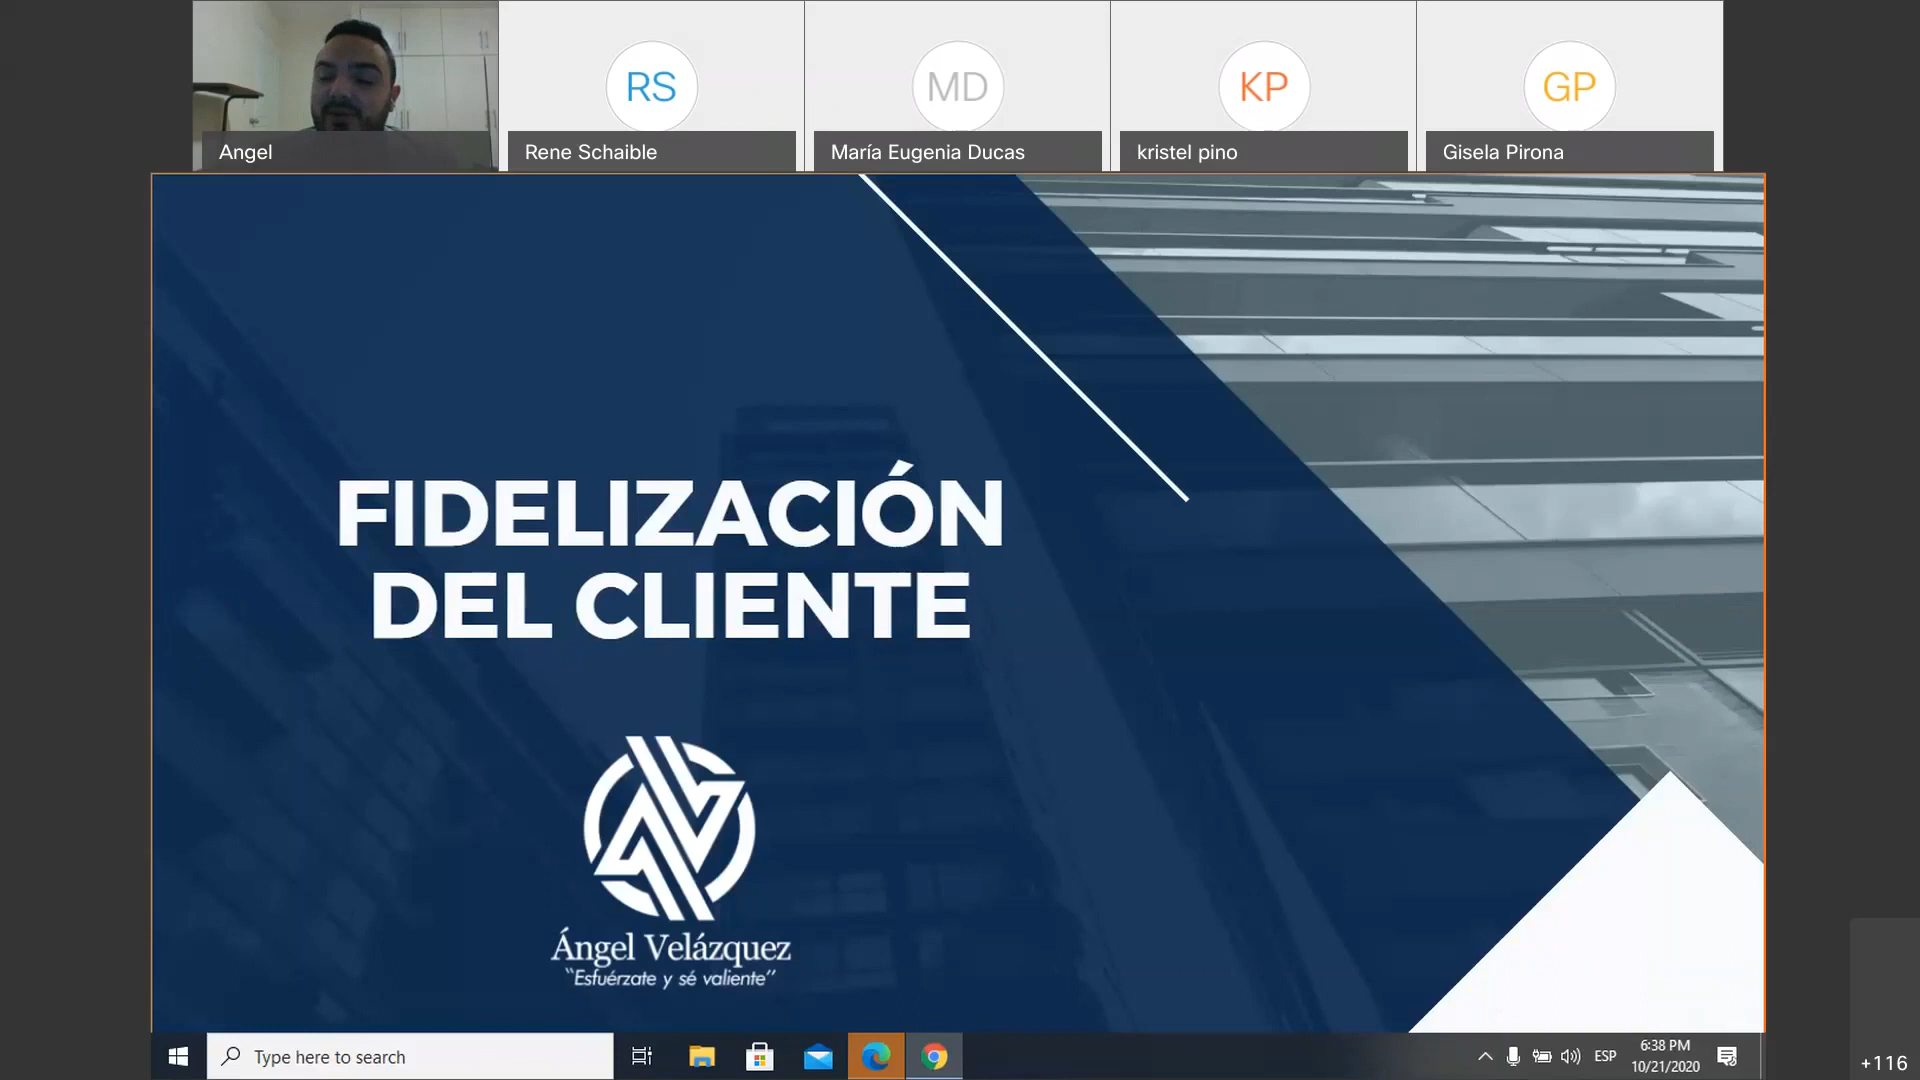 RS
MD
KP
GP
Angel
Rene Schaible
María Eugenia Ducas
kristel pino
Gisela Pirona
FIDELIZACIÓN
DEL CLIENTE
Ángel Velázquez
"Esfuérzate y sé valiente"
Type here to search
ESP
6:38 PM
10/21/2020
+116